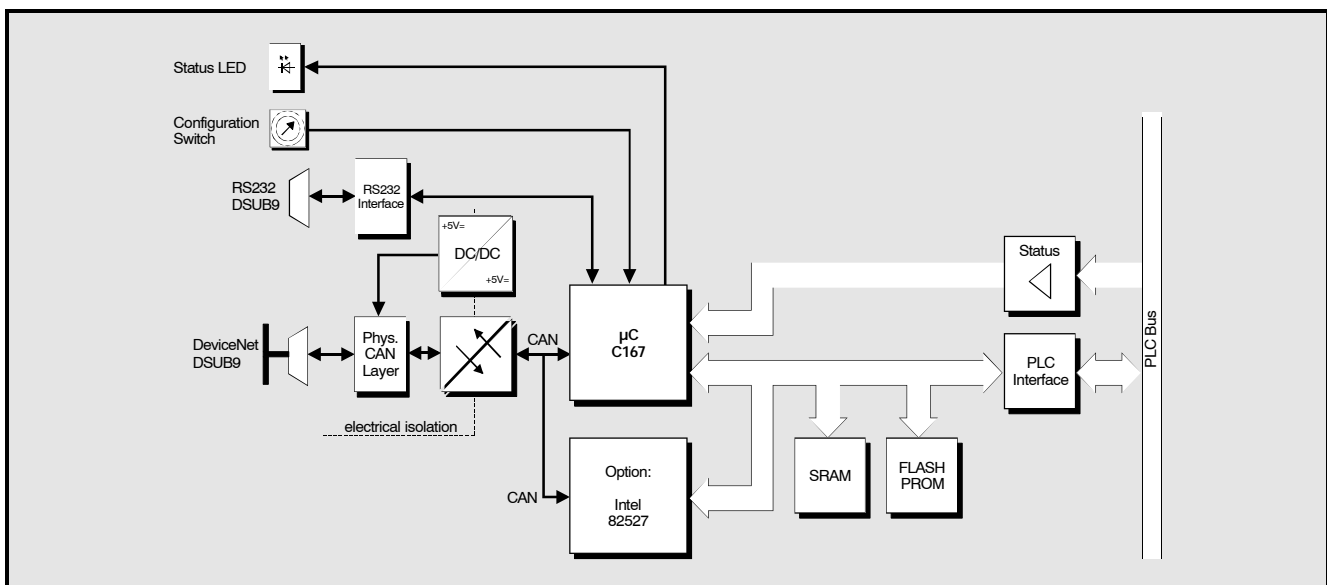 Status LED
Configuration
Switch
RS232
DSUB9
RS232
Interface
+5V=
DC/DC
+5V=
Status
µC
C167
PLC Bus
DeviceNet
DSUB9
Phys.
CAN
Layer
CAN
PLC
Interface
electrical isolation
CAN
Option:
Intel
82527
SRAM
FLASH
PROM